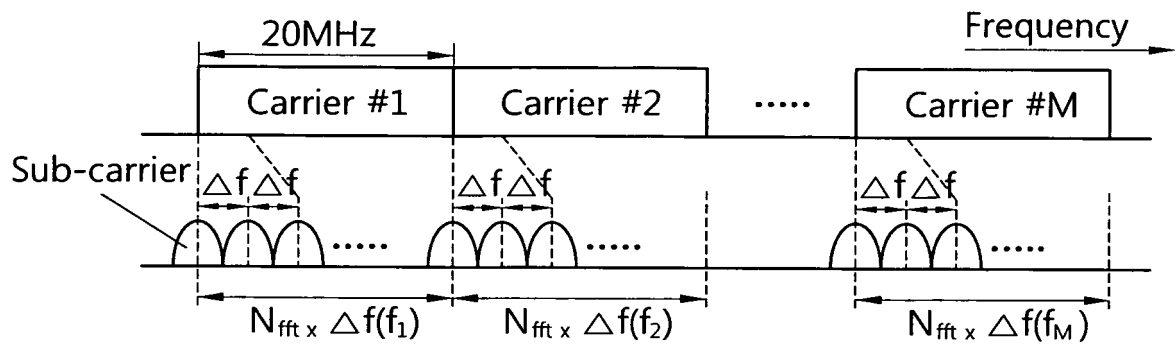 20MHz
Frequency
Carrier #1
Carrier #2
.....
Carrier #M
Sub-carrier
△f △f
△f △f
△f △f
.....
.....
.....
Nfft x △f(f1)
Nfft x △f(f2)
Nfft x △f(fM)